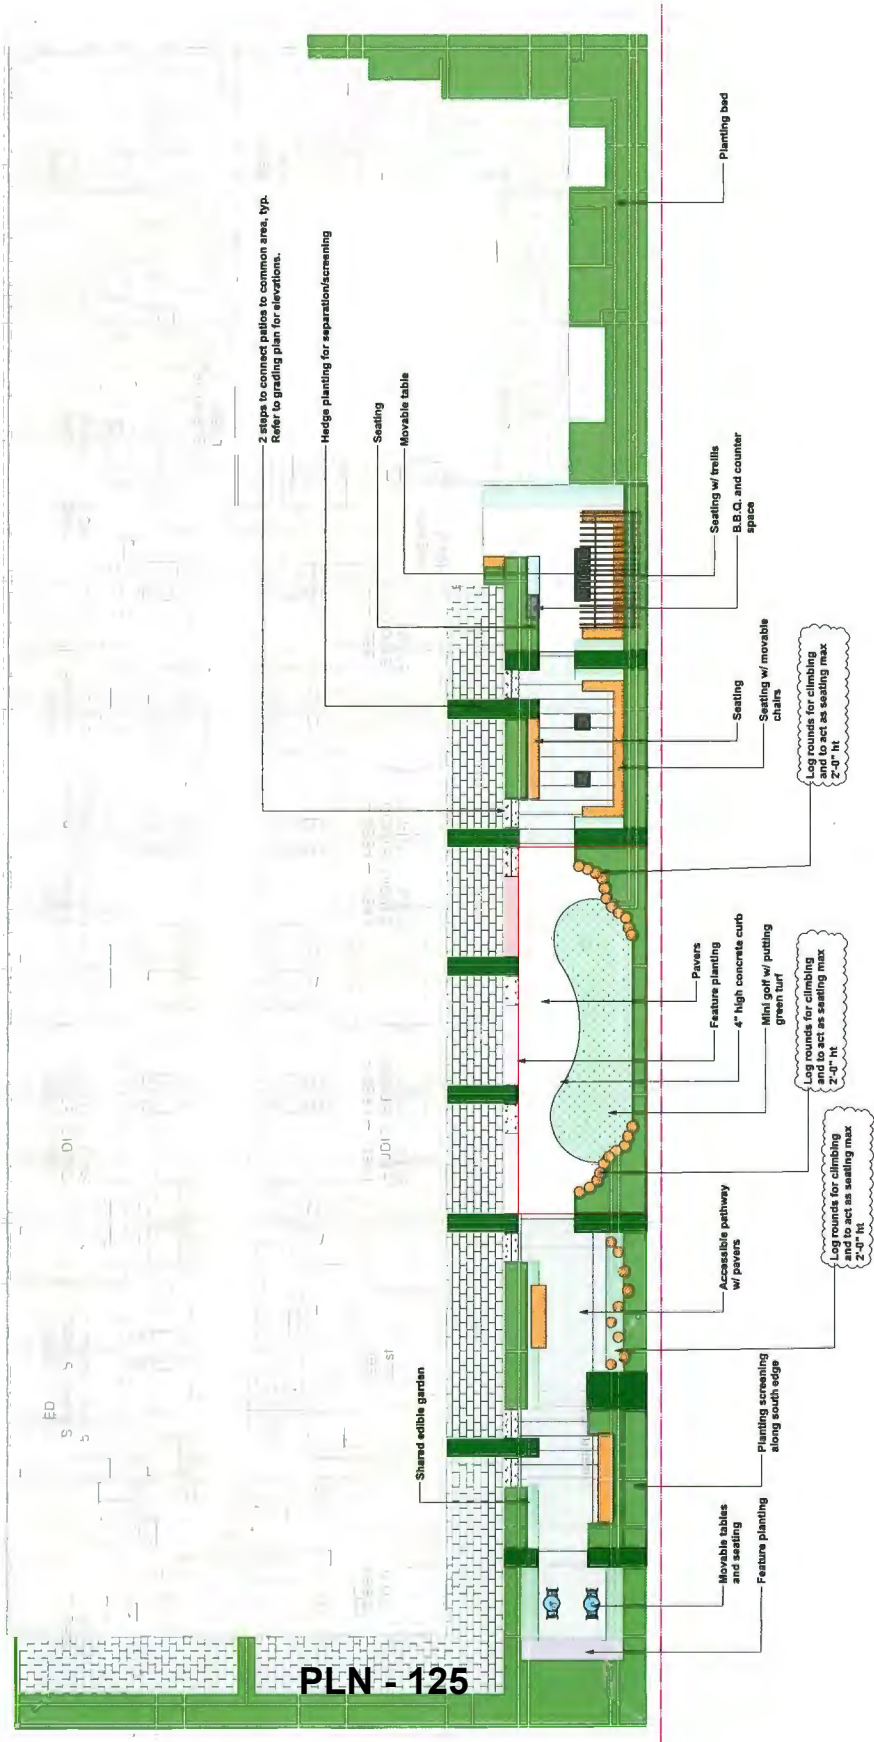 2 steps to connect patios to common area, typ.
Refer to grading plan for elevations.
Hedge planting for separation/screening
Seating
Movable table
Planting bed
Seating w/ trellis
B.B.Q. and counter
space
Seating
Seating w/ movable
chairs
Log rounds for climbing
and to act as seating max
2'-0" ht
Pavers
Feature planting
4" high concrete curb
Mini golf w/ putting
green turf
Log rounds for climbing
and to act as seating max
2'-0" ht
Accessible pathway
w/ pavers
Log rounds for climbing
and to act as seating max
2'-0" ht
Shared edible garden
Planting screening
along south edge
Movable tables
and seating
Feature planting
PLN - 125